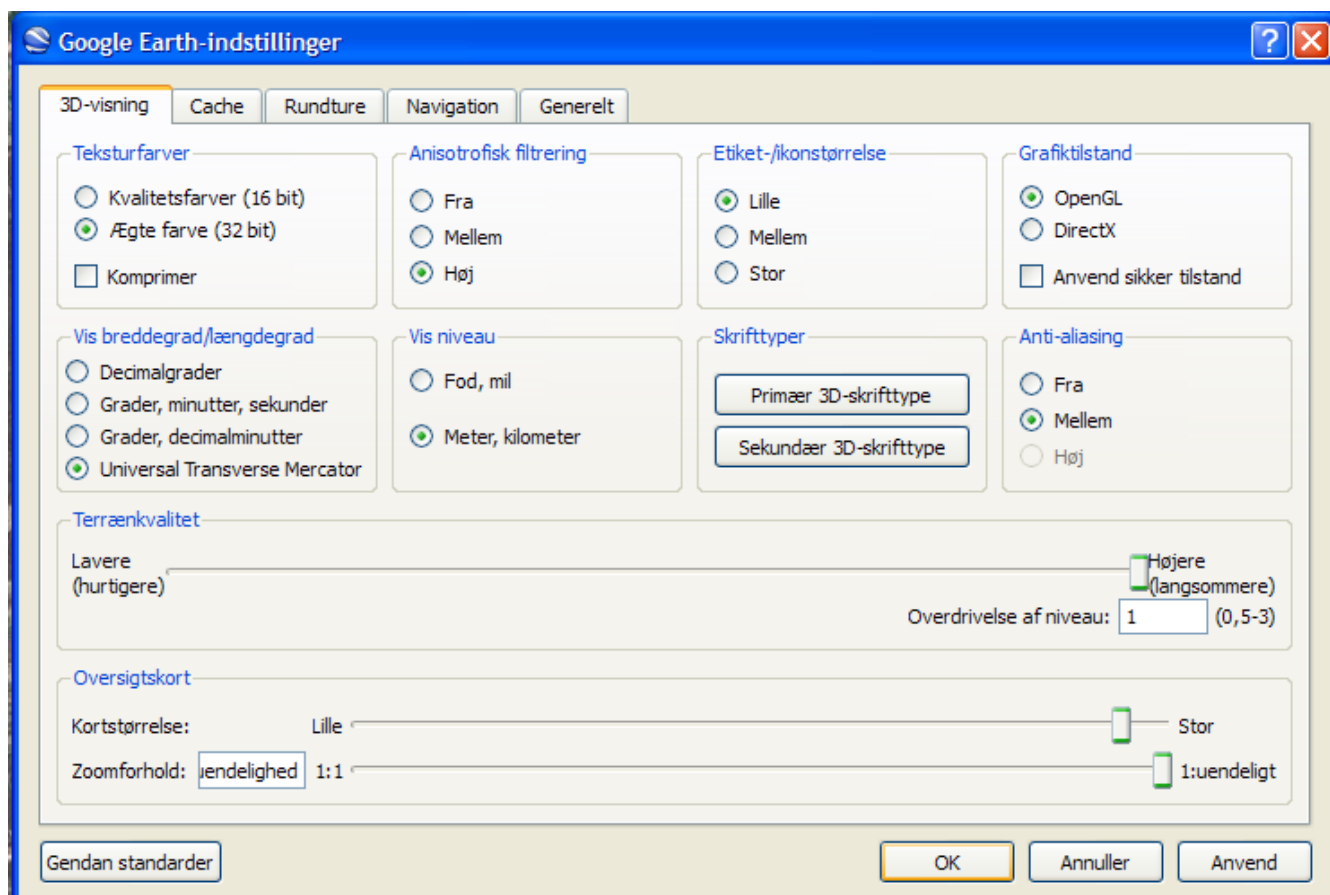 Google Earth-indstillinger
3D-visning Cache Rundture Navigation Generelt
Teksturfarver
Kvalitetsfarver (16 bit)
Ægte farve (32 bit)
Komprimer
Anisotrofisk filtrering
Fra
Mellem
Høj
Etiket-/ikonstørrelse
Lille
Mellem
Stor
Grafiktilstand
OpenGL
DirectX
Anvend sikker tilstand
Vis breddegrad/længdegrad
Decimalgrader
Grader, minutter, sekunder
Grader, decimalminutter
Universal Transverse Mercator
Vis niveau
Fod, mil
Meter, kilometer
Skrifttyper
Primær 3D-skrifttype
Sekundær 3D-skrifttype
Anti-aliasing
Fra
Mellem
Høj
Terrænkvalitet
Lavere
(hurtigere)
Højere
(langsommere)
Overdrivelse af niveau: 1 (0,5-3)
Oversigtskort
Kortstørrelse: Lille Stor
Zoomforhold: uendelighed 1:1 1:uendeligt
Gendan standarder OK Annuller Anvend